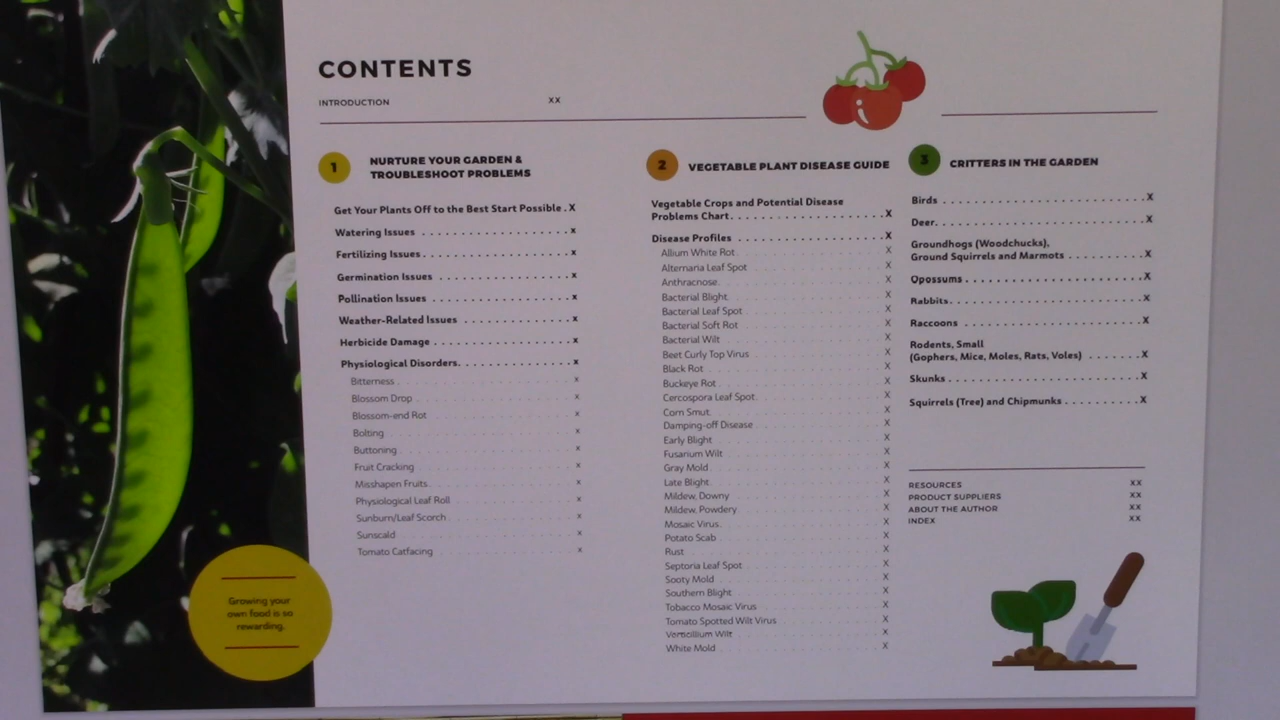 CONTENTS
INTRODUCTION XX
1 NURTURE YOUR GARDEN &
TROUBLESHOOT PROBLEMS
Get Your Plants Off to the Best Start Possible . X
Watering Issues . . . . . . . . . . . . . . . . . . . . . . . . x
Fertilizing Issues . . . . . . . . . . . . . . . . . . . . . . . x
Germination Issues . . . . . . . . . . . . . . . . . . . . . x
Pollination Issues . . . . . . . . . . . . . . . . . . . . . . x
Weather-Related Issues . . . . . . . . . . . . . . . . . x
Herbicide Damage . . . . . . . . . . . . . . . . . . . . . x
Physiological Disorders. . . . . . . . . . . . . . . . . x
Bitterness . . . . . . . . . . . . . . . . . x
Blossom Drop . . . . . . . . . . . . . . . . . x
Blossom-end Rot . . . . . . . . . . . . . . . . . x
Bolting . . . . . . . . . . . . . . . . . x
Buttoning . . . . . . . . . . . . . . . . . x
Fruit Cracking . . . . . . . . . . . . . . . . . x
Misshapen Fruits . . . . . . . . . . . . . . . . . x
Physiological Leaf Roll . . . . . . . . . . . . . . . . . x
Sunburn/Leaf Scorch . . . . . . . . . . . . . . . . . x
Sunscald . . . . . . . . . . . . . . . . . x
Tomato Catfacing . . . . . . . . . . . . . . . . . x
Growing your
own food is so
rewarding.
2 VEGETABLE PLANT DISEASE GUIDE
Vegetable Crops and Potential Disease
Problems Chart . . . . . . . . . . . . . . . . . . . . . . . X
Disease Profiles . . . . . . . . . . . . . . . . . . . . . . X
Allium White Rot . . . . . . . . . . . . . . . . . X
Alternaria Leaf Spot . . . . . . . . . . . . . . . . . X
Anthracnose . . . . . . . . . . . . . . . . . X
Bacterial Blight . . . . . . . . . . . . . . . . . X
Bacterial Leaf Spot . . . . . . . . . . . . . . . . . X
Bacterial Soft Rot . . . . . . . . . . . . . . . . . X
Bacterial Wilt . . . . . . . . . . . . . . . . . X
Beet Curly Top Virus . . . . . . . . . . . . . . . . . X
Black Rot . . . . . . . . . . . . . . . . . X
Buckeye Rot . . . . . . . . . . . . . . . . . X
Cercospora Leaf Spot . . . . . . . . . . . . . . . . . X
Corn Smut . . . . . . . . . . . . . . . . . X
Damping-off Disease . . . . . . . . . . . . . . . . . X
Early Blight . . . . . . . . . . . . . . . . . X
Fusarium Wilt . . . . . . . . . . . . . . . . . X
Gray Mold . . . . . . . . . . . . . . . . . X
Late Blight . . . . . . . . . . . . . . . . . X
Mildew, Downy . . . . . . . . . . . . . . . . . X
Mildew, Powdery . . . . . . . . . . . . . . . . . X
Mosaic Virus . . . . . . . . . . . . . . . . . X
Potato Scab . . . . . . . . . . . . . . . . . X
Rust . . . . . . . . . . . . . . . . . X
Septoria Leaf Spot . . . . . . . . . . . . . . . . . X
Sooty Mold . . . . . . . . . . . . . . . . . X
Southern Blight . . . . . . . . . . . . . . . . . X
Tobacco Mosaic Virus . . . . . . . . . . . . . . . . . X
Tomato Spotted Wilt Virus . . . . . . . . . . . . . . . . . X
Verticillium Wilt . . . . . . . . . . . . . . . . . X
White Mold . . . . . . . . . . . . . . . . . X
3 CRITTERS IN THE GARDEN
Birds . . . . . . . . . . . . . . . . . . . . . . . . . . . . . X
Deer. . . . . . . . . . . . . . . . . . . . . . . . . . . . . . X
Groundhogs (Woodchucks),
Ground Squirrels and Marmots . . . . . . . . . . . X
Opossums . . . . . . . . . . . . . . . . . . . . . . . . . . X
Rabbits. . . . . . . . . . . . . . . . . . . . . . . . . . . . X
Raccoons . . . . . . . . . . . . . . . . . . . . . . . . . . X
Rodents, Small
(Gophers, Mice, Moles, Rats, Voles) . . . . . . . . X
Skunks . . . . . . . . . . . . . . . . . . . . . . . . . . . . X
Squirrels (Tree) and Chipmunks . . . . . . . . . . X
RESOURCES XX
PRODUCT SUPPLIERS XX
ABOUT THE AUTHOR XX
INDEX XX